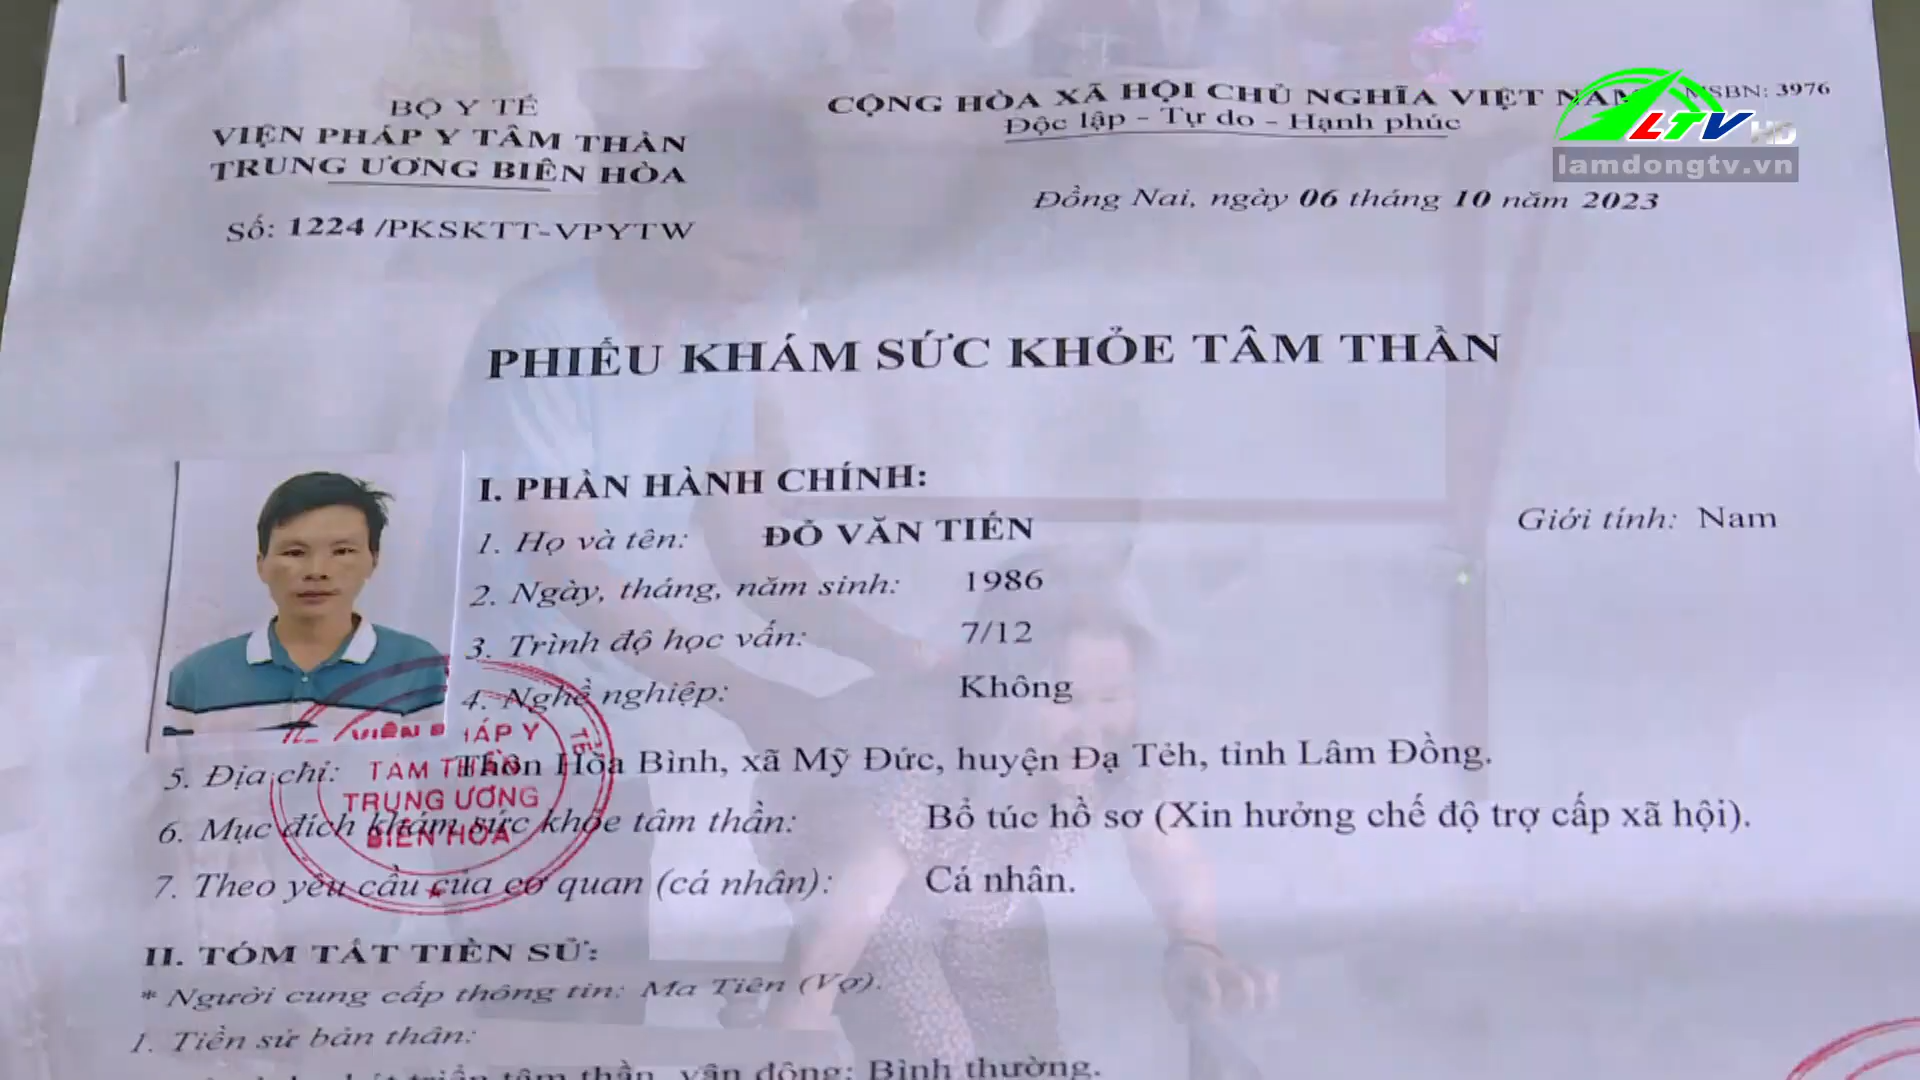 BỘ Y TẾ
VIỆN PHÁP Y TÂM THẦN
TRUNG ƯƠNG BIÊN HÒA
Số: 1224 /PKSKTT-VPYTW
CỘNG HÒA XÃ HỘI CHỦ NGHĨA VIỆT NAM
Độc lập - Tự do - Hạnh phúc
MSBN: 3976
LTV HD
lamdongtv.vn
Đồng Nai, ngày 06 tháng 10 năm 2023
PHIẾU KHÁM SỨC KHỎE TÂM THẦN
I. PHẦN HÀNH CHÍNH:
1. Họ và tên: ĐỖ VĂN TIẾN Giới tính: Nam
2. Ngày, tháng, năm sinh: 1986
3. Trình độ học vấn: 7/12
4. Nghề nghiệp: Không
5. Địa chỉ: Thôn Hòa Bình, xã Mỹ Đức, huyện Đạ Tẻh, tỉnh Lâm Đồng.
6. Mục đích khám sức khỏe tâm thần: Bổ túc hồ sơ (Xin hưởng chế độ trợ cấp xã hội).
7. Theo yêu cầu của cơ quan (cá nhân): Cá nhân.
VIỆN PHÁP Y
TÂM THẦN
TRUNG ƯƠNG
BIÊN HÒA
II. TÓM TẮT TIỀN SỬ:
* Người cung cấp thông tin: Ma Tiên (Vợ).
1. Tiền sử bản thân:
triển tâm thần, vận động: Bình thường.